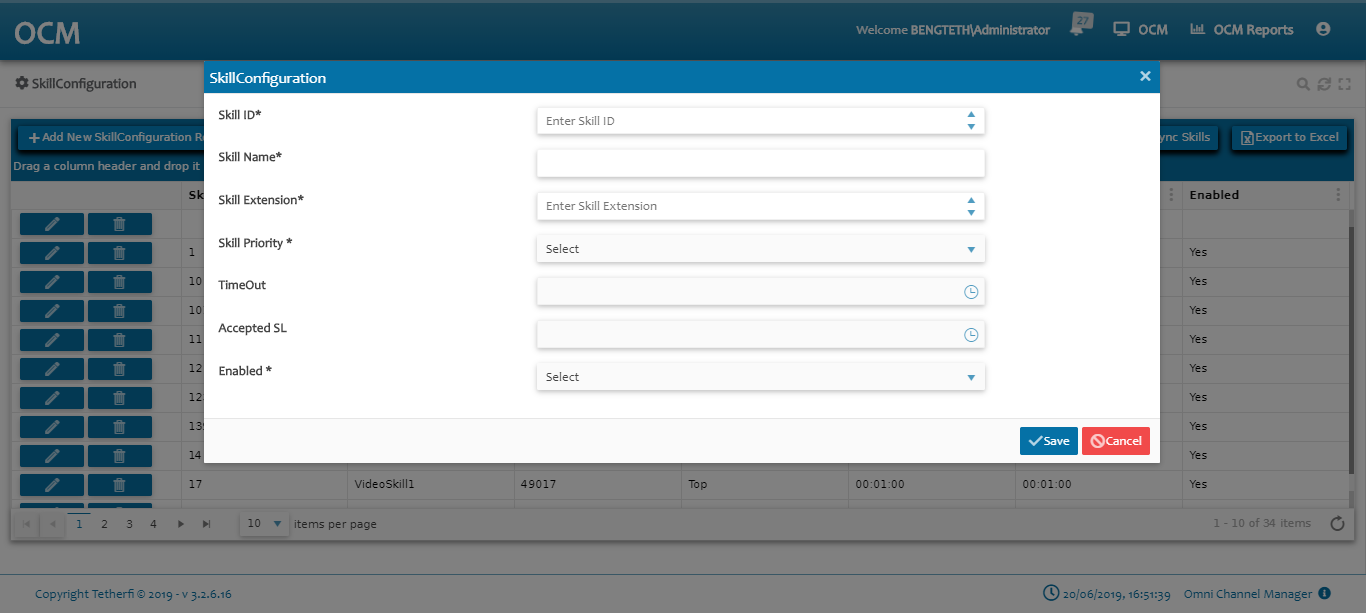 OCM
Welcome BENGTETH\Administrator
27
OCM
OCM Reports
SkillConfiguration
SkillConfiguration
Add New SkillConfiguration
Skills
Export to Excel
Drag a column header and drop it
Enabled
Skill ID*
Enter Skill ID
Skill Name*
Skill Extension*
Enter Skill Extension
Skill Priority *
Select
TimeOut
Accepted SL
Enabled *
Select
Save
Cancel
1 Yes
10 Yes
Yes
11 Yes
12 Yes
Yes
Yes
14 Yes
17 VideoSkill1 49017 Top 00:01:00 00:01:00 Yes
1 2 3 4 10 items per page 1 - 10 of 34 items
Copyright Tetherfi © 2019 - v 3.2.6.16
20/06/2019, 16:51:39 Omni Channel Manager